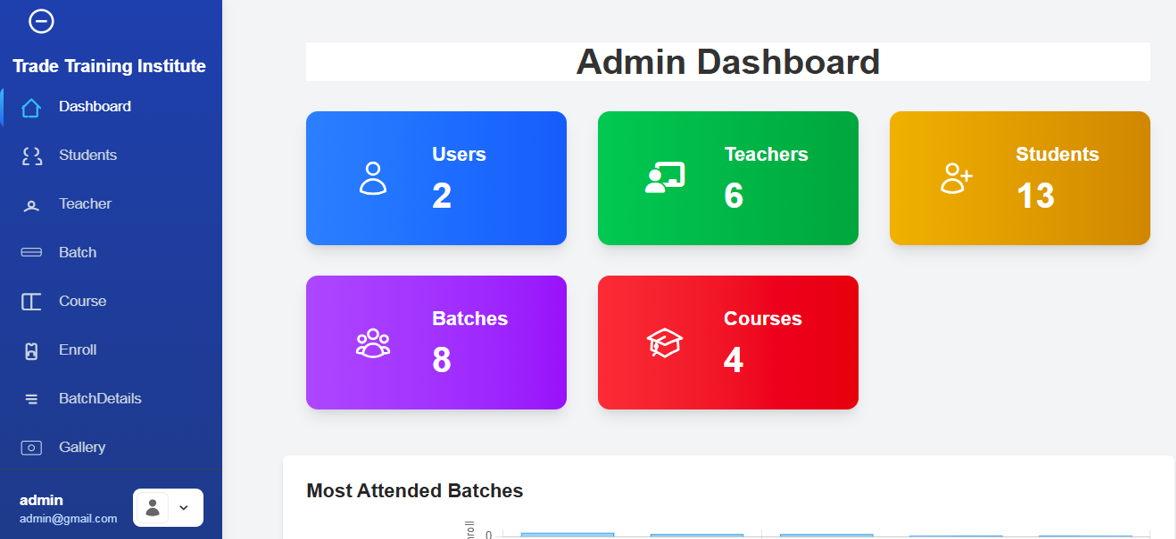 Trade Training Institute
Dashboard
Students
Teacher
Batch
Course
Enroll
BatchDetails
Gallery
admin
admin@gmail.com
Admin Dashboard
Users
2
Teachers
6
Students
13
Batches
8
Courses
4
Most Attended Batches
0